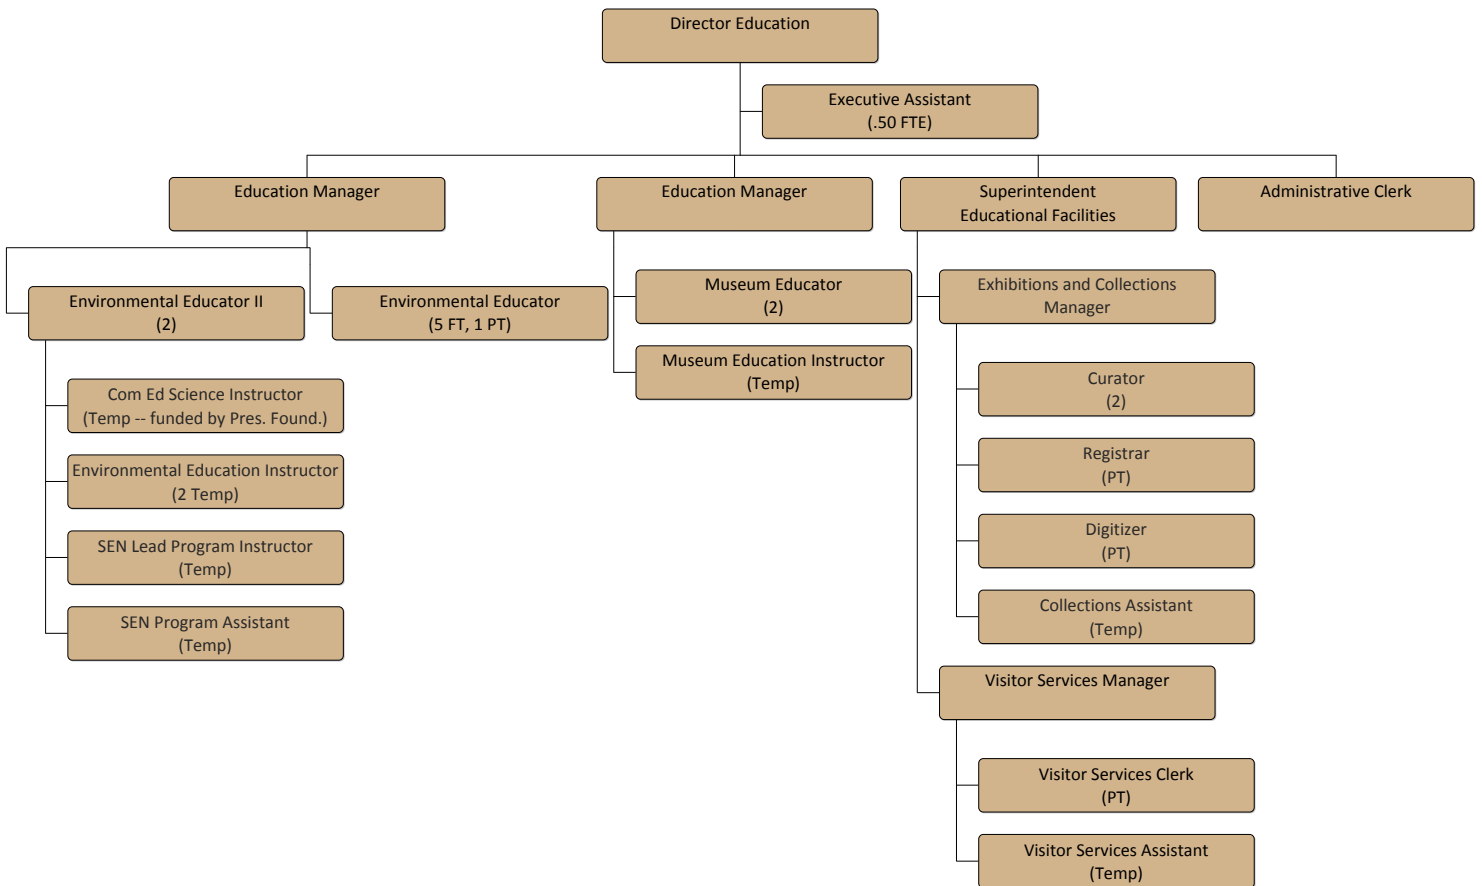 Director Education
Executive Assistant
(.50 FTE)
Education Manager
Education Manager
Superintendent
Educational Facilities
Administrative Clerk
Environmental Educator II
(2)
Environmental Educator
(5 FT, 1 PT)
Com Ed Science Instructor
(Temp -- funded by Pres. Found.)
Environmental Education Instructor
(2 Temp)
SEN Lead Program Instructor
(Temp)
SEN Program Assistant
(Temp)
Museum Educator
(2)
Museum Education Instructor
(Temp)
Exhibitions and Collections
Manager
Curator
(2)
Registrar
(PT)
Digitizer
(PT)
Collections Assistant
(Temp)
Visitor Services Manager
Visitor Services Clerk
(PT)
Visitor Services Assistant
(Temp)